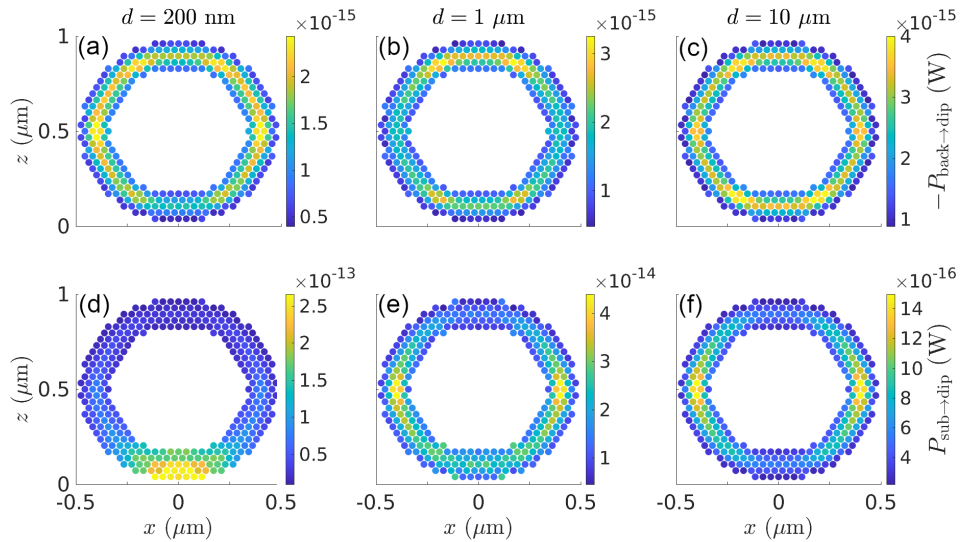 d = 200 nm
d = 1 μm
d = 10 μm
(a)
×10-15
(b)
×10-15
(c)
×10-15
z (μm)
1
0.5
0
2
1.5
1
0.5
3
2
1
4
3
2
1
−Pback→dip (W)
(d)
×10-13
(e)
×10-14
(f)
×10-16
z (μm)
1
0.5
0
2.5
2
1.5
1
0.5
4
3
2
1
14
12
10
8
6
4
Psub→dip (W)
-0.5 0 0.5
-0.5 0 0.5
-0.5 0 0.5
x (μm)
x (μm)
x (μm)